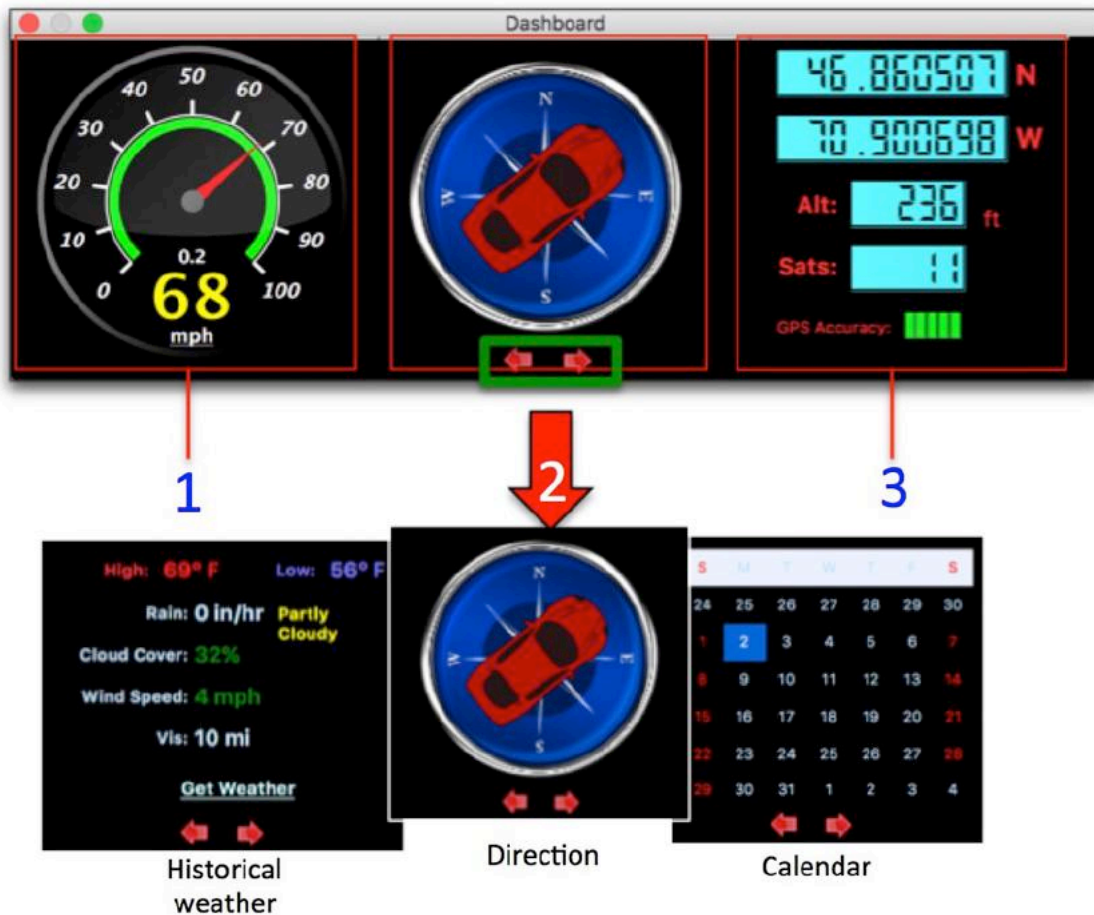 Dashboard
50
40
60
30
70
20
80
10
90
0
100
0.2
68
mph
N
W
E
S
46.860507 N
70.900698 W
Alt: 236 ft
Sats: 11
GPS Accuracy:
1
2
3
High: 69° F Low: 56° F
Rain: 0 in/hr Partly
Cloudy
Cloud Cover: 32%
Wind Speed: 4 mph
Vis: 10 mi
Get Weather
Historical
weather
N
W
E
S
Direction
S M T W T F S
24 25 26 27 28 29 30
1 2 3 4 5 6 7
8 9 10 11 12 13 14
15 16 17 18 19 20 21
22 23 24 25 26 27 28
29 30 31 1 2 3 4
Calendar